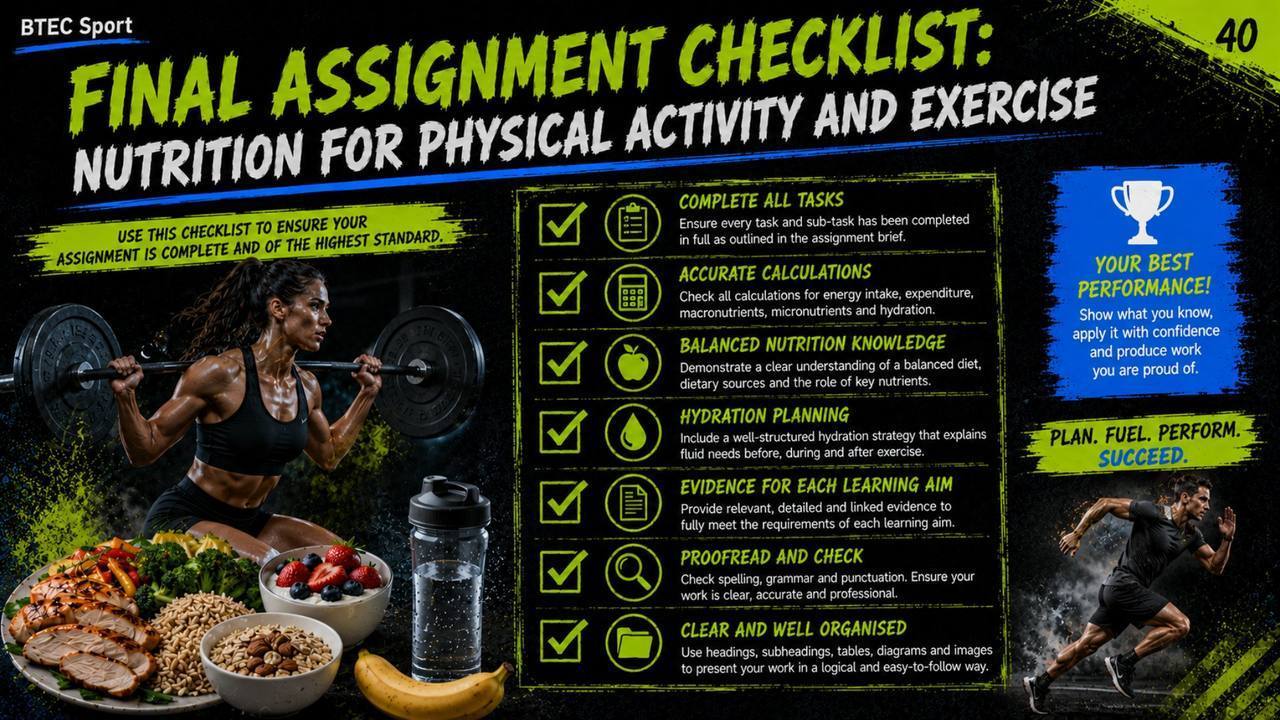 BTEC Sport
40
FINAL ASSIGNMENT CHECKLIST:
NUTRITION FOR PHYSICAL ACTIVITY AND EXERCISE
USE THIS CHECKLIST TO ENSURE YOUR
ASSIGNMENT IS COMPLETE AND OF THE HIGHEST STANDARD.
COMPLETE ALL TASKS
Ensure every task and sub-task has been completed
in full as outlined in the assignment brief.
ACCURATE CALCULATIONS
Check all calculations for energy intake, expenditure,
macronutrients, micronutrients and hydration.
BALANCED NUTRITION KNOWLEDGE
Demonstrate a clear understanding of a balanced diet,
dietary sources and the role of key nutrients.
HYDRATION PLANNING
Include a well-structured hydration strategy that explains
fluid needs before, during and after exercise.
EVIDENCE FOR EACH LEARNING AIM
Provide relevant, detailed and linked evidence to
fully meet the requirements of each learning aim.
PROOFREAD AND CHECK
Check spelling, grammar and punctuation. Ensure your
work is clear, accurate and professional.
CLEAR AND WELL ORGANISED
Use headings, subheadings, tables, diagrams and images
to present your work in a logical and easy-to-follow way.
YOUR BEST
PERFORMANCE!
Show what you know,
apply it with confidence
and produce work
you are proud of.
PLAN. FUEL. PERFORM.
SUCCEED.